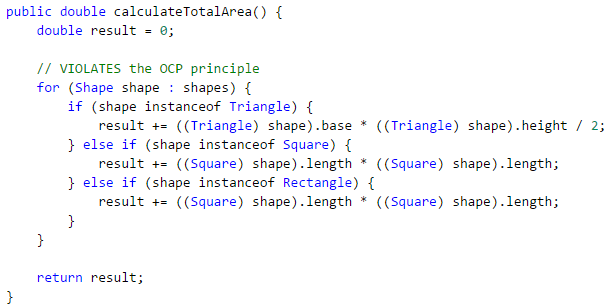 public double calculateTotalArea() {
    double result = 0;

    // VIOLATES the OCP principle
    for (Shape shape : shapes) {
        if (shape instanceof Triangle) {
            result += ((Triangle) shape).base * ((Triangle) shape).height / 2;
        } else if (shape instanceof Square) {
            result += ((Square) shape).length * ((Square) shape).length;
        } else if (shape instanceof Rectangle) {
            result += ((Square) shape).length * ((Square) shape).length;
        }
    }

    return result;
}